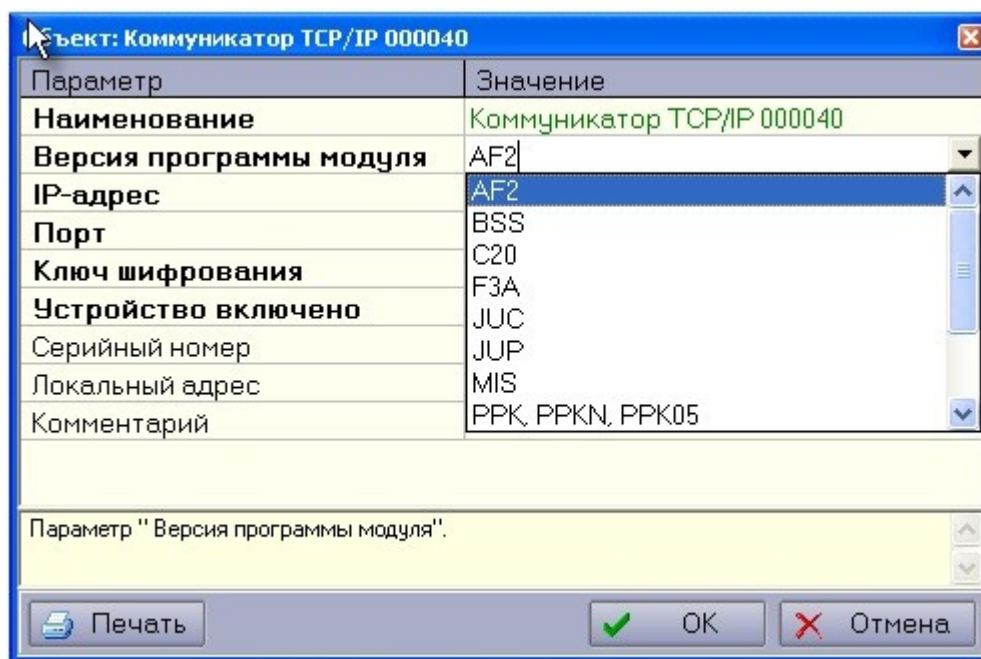 Объект: Коммуникатор TCP/IP 000040
Параметр Значение
Наименование Коммуникатор TCP/IP 000040
Версия программы модуля AF2
IP-адрес AF2
Порт BSS
C20
Ключ шифрования F3A
Устройство включено JUC
Серийный номер JUP
Локальный адрес MIS
Комментарий PPK, PPKN, PPK05
Параметр " Версия программы модуля".
Печать OK Отмена